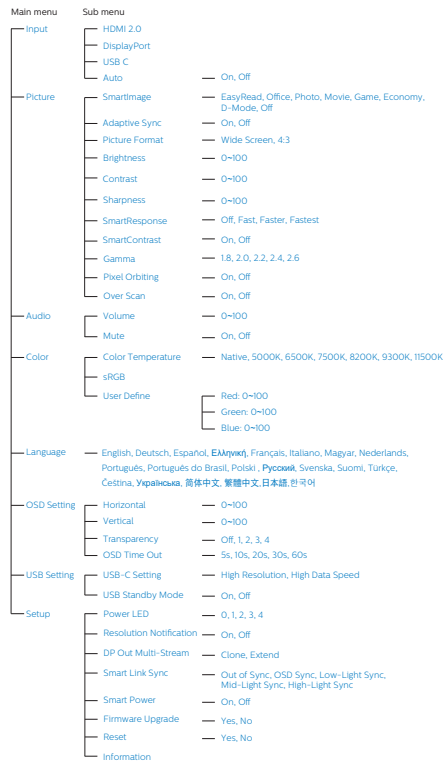 Main menu Sub menu
Input HDMI 2.0
DisplayPort
USB C
Auto On, Off
Picture SmartImage EasyRead, Office, Photo, Movie, Game, Economy,
D-Mode, Off
Adaptive Sync On, Off
Picture Format Wide Screen, 4:3
Brightness 0~100
Contrast 0~100
Sharpness 0~100
SmartResponse Off, Fast, Faster, Fastest
SmartContrast On, Off
Gamma 1.8, 2.0, 2.2, 2.4, 2.6
Pixel Orbiting On, Off
Over Scan On, Off
Audio Volume 0~100
Mute On, Off
Color Color Temperature Native, 5000K, 6500K, 7500K, 8200K, 9300K, 11500K
sRGB
User Define Red: 0~100
Green: 0~100
Blue: 0~100
Language English, Deutsch, Español, Ελληνική, Français, Italiano, Magyar, Nederlands,
Português, Português do Brasil, Polski , Русский, Svenska, Suomi, Türkçe,
Čeština, Українська, 简体中文, 繁體中文,日本語,한국어
OSD Setting Horizontal 0~100
Vertical 0~100
Transparency Off, 1, 2, 3, 4
OSD Time Out 5s, 10s, 20s, 30s, 60s
USB Setting USB-C Setting High Resolution, High Data Speed
USB Standby Mode On, Off
Setup Power LED 0, 1, 2, 3, 4
Resolution Notification On, Off
DP Out Multi-Stream Clone, Extend
Smart Link Sync Out of Sync, OSD Sync, Low-Light Sync,
Mid-Light Sync, High-Light Sync
Smart Power On, Off
Firmware Upgrade Yes, No
Reset Yes, No
Information